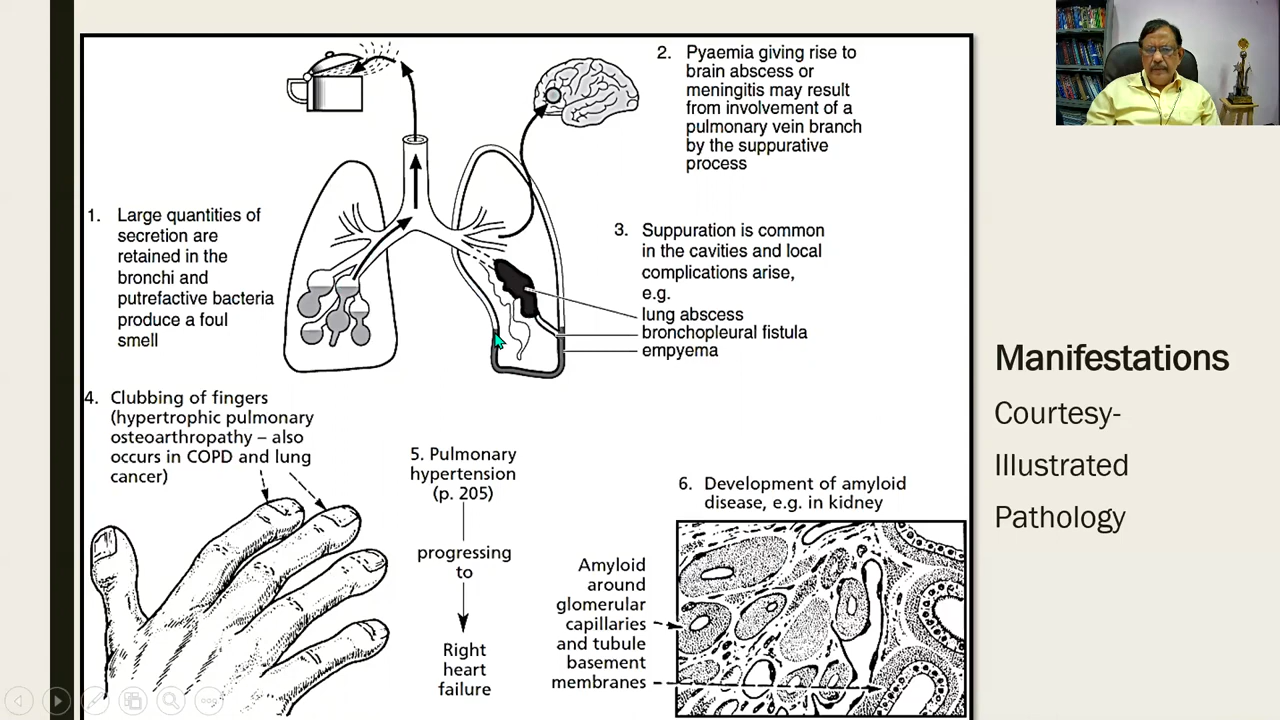 1. Large quantities of
secretion are
retained in the
bronchi and
putrefactive bacteria
produce a foul
smell
2. Pyaemia giving rise to
brain abscess or
meningitis may result
from involvement of a
pulmonary vein branch
by the suppurative
process
3. Suppuration is common
in the cavities and local
complications arise,
e.g.
lung abscess
bronchopleural fistula
empyema
4. Clubbing of fingers
(hypertrophic pulmonary
osteoarthropathy – also
occurs in COPD and lung
cancer)
5. Pulmonary
hypertension
(p. 205)
progressing
to
Right
heart
failure
6. Development of amyloid
disease, e.g. in kidney
Amyloid
around
glomerular
capillaries
and tubule
basement
membranes
Manifestations
Courtesy-
Illustrated
Pathology